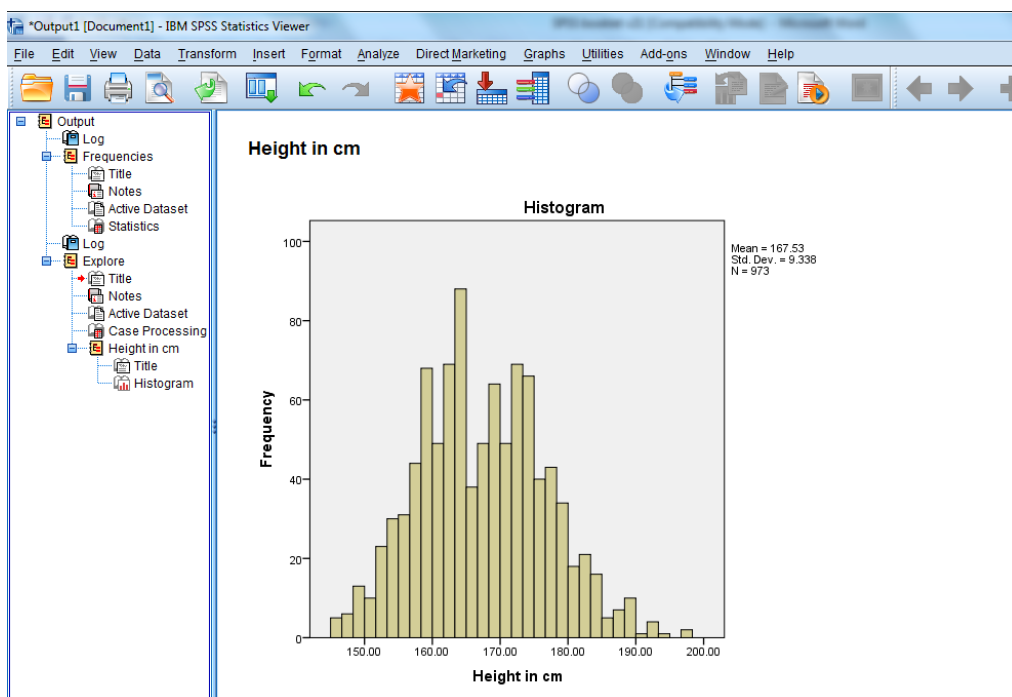 *Output1 [Document1] - IBM SPSS Statistics Viewer
File Edit View Data Transform Insert Format Analyze Direct Marketing Graphs Utilities Add-ons Window Help
Output
Log
Frequencies
Title
Notes
Active Dataset
Statistics
Log
Explore
Title
Notes
Active Dataset
Case Processing
Height in cm
Title
Histogram
Height in cm
Histogram
Mean = 167.53
Std. Dev. = 9.338
N = 973
Frequency
100
80
60
40
20
0
150.00 160.00 170.00 180.00 190.00 200.00
Height in cm